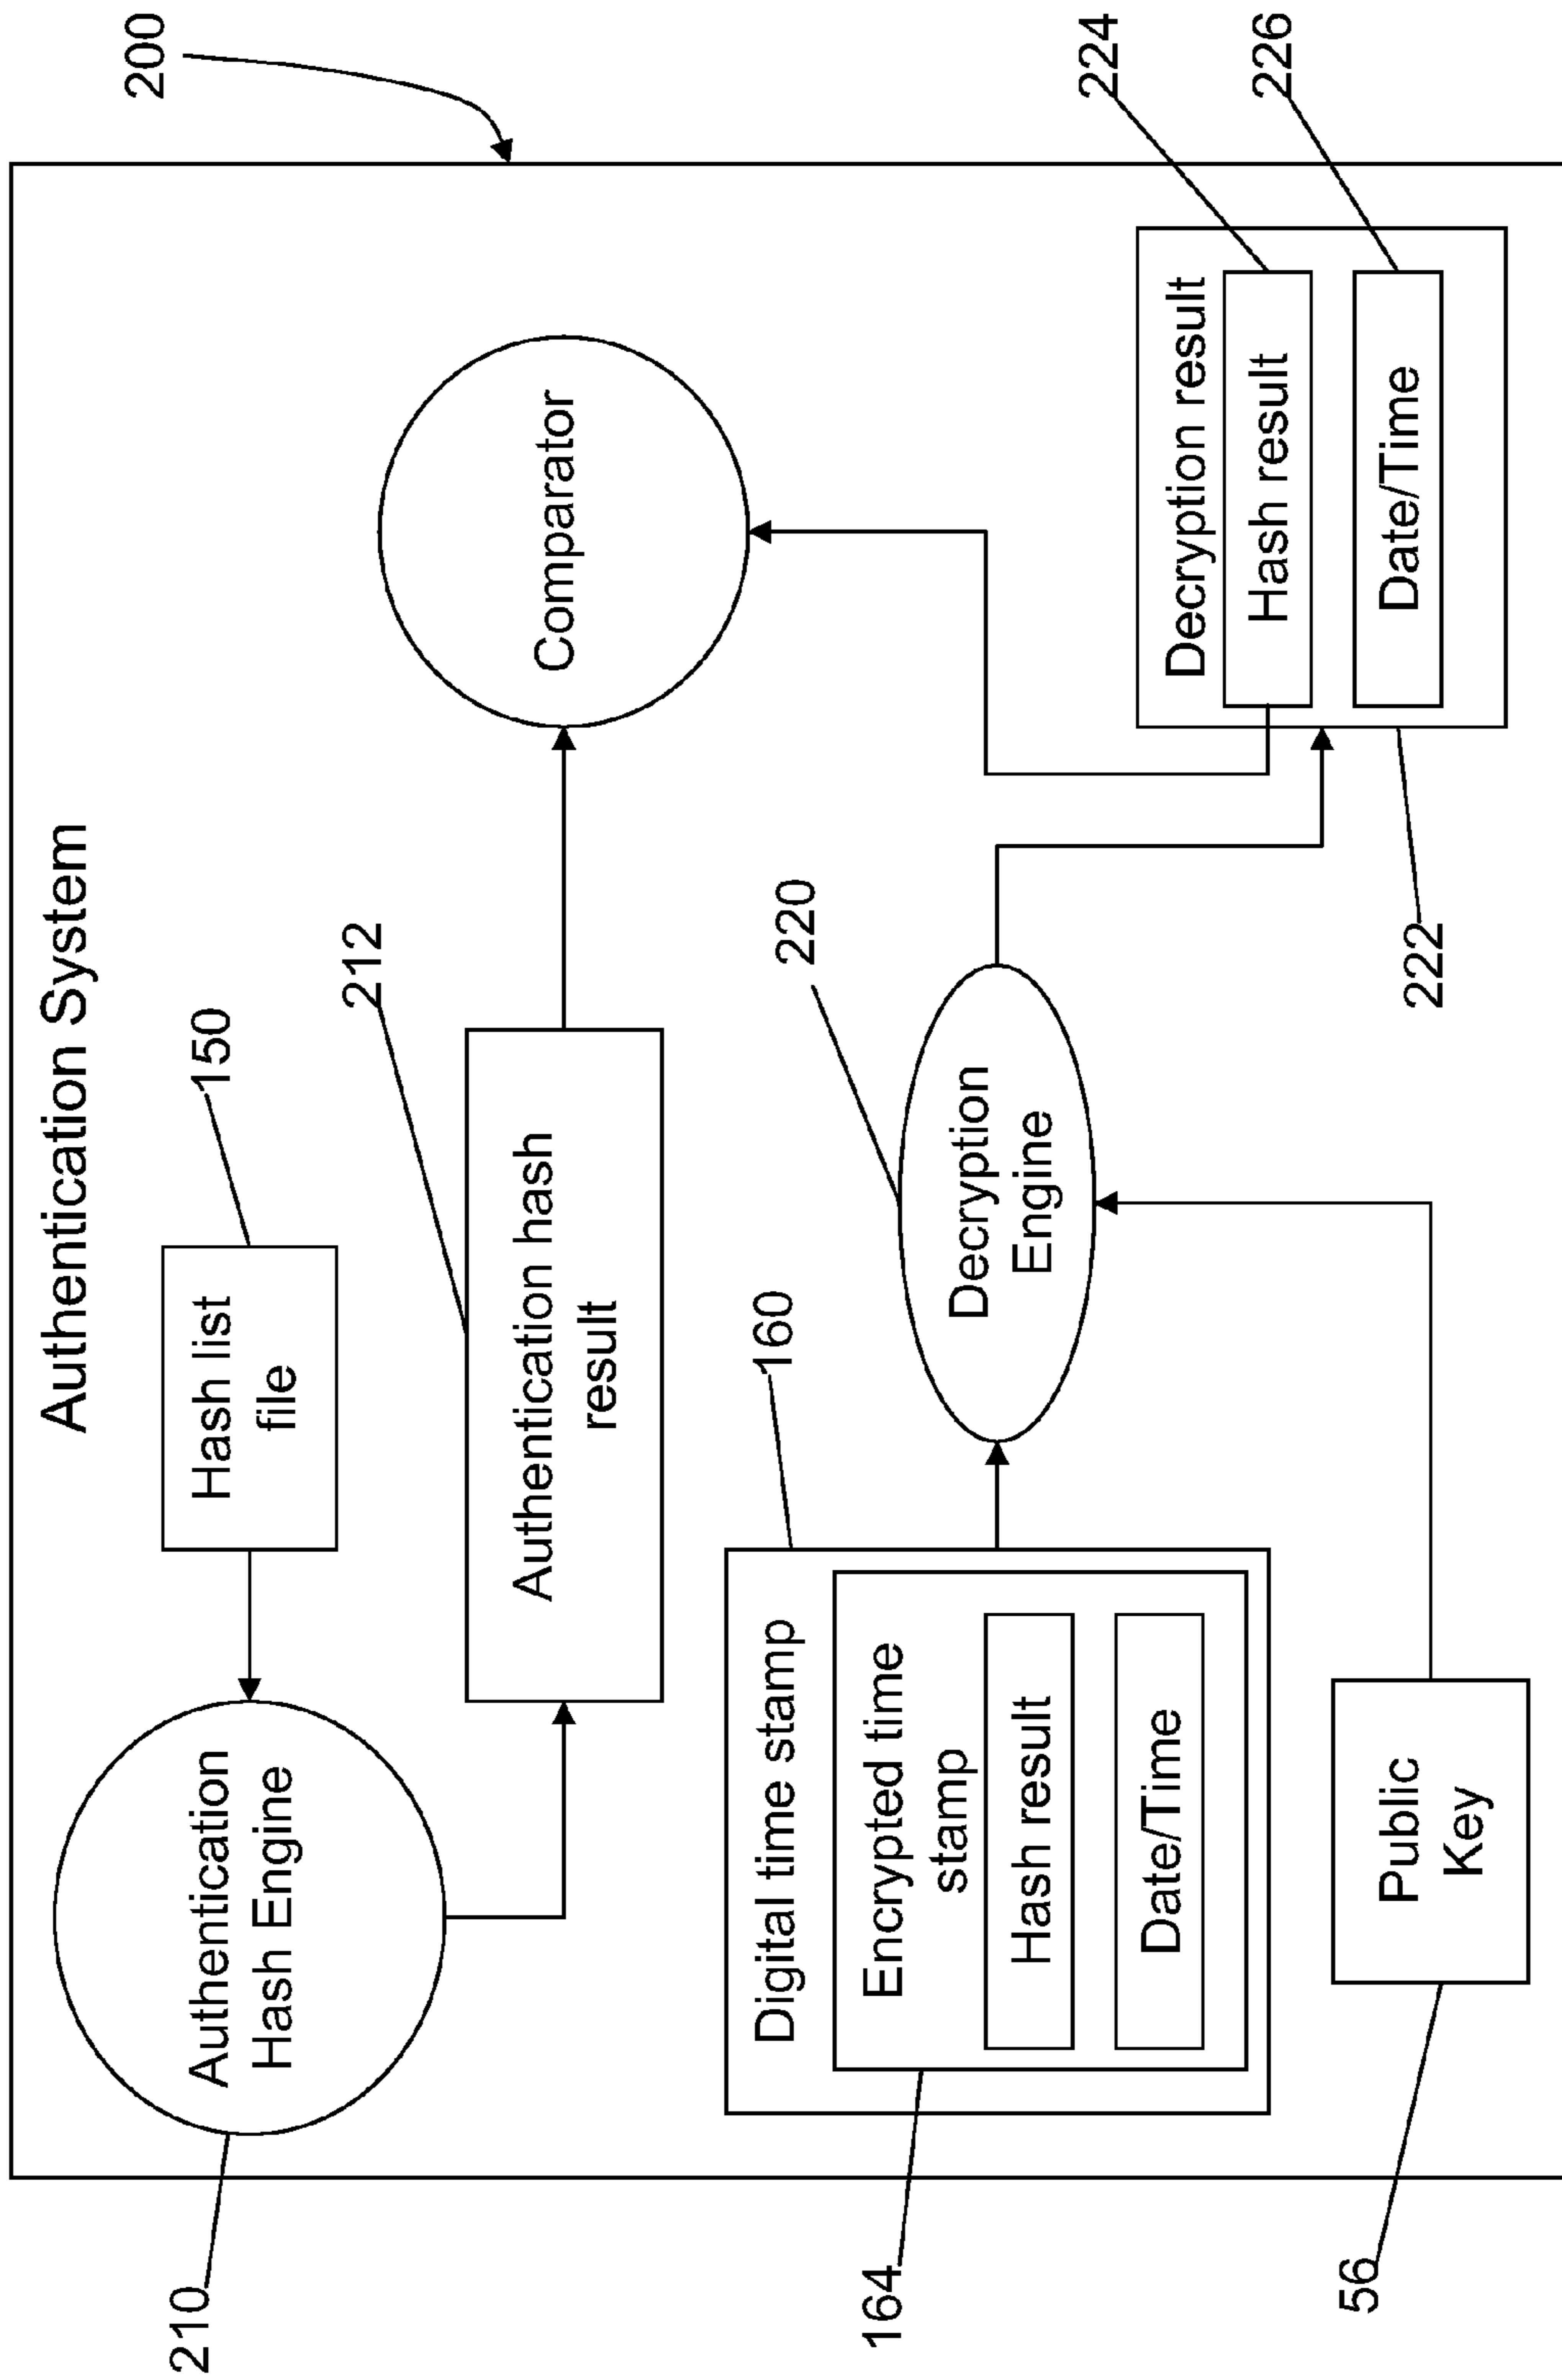 Authentication System
200
210
Authentication
Hash Engine
Hash list
file
150
Authentication hash
result
212
Comparator
Digital time stamp
160
Encrypted time
stamp
164
Hash result
Date/Time
Decryption
Engine
220
Public
Key
56
Decryption result
222
Hash result
224
Date/Time
226